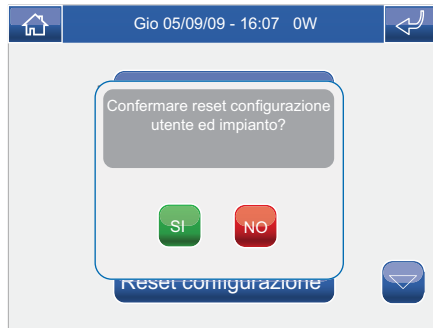 Gio 05/09/09 - 16:07 0W
Confermare reset configurazione
utente ed impianto?
SI
NO
Reset configurazione